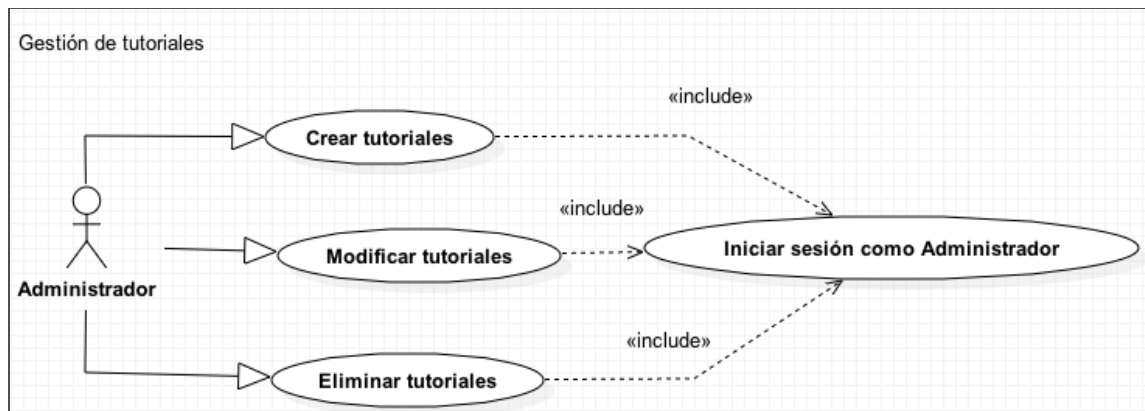 Gestión de tutoriales
«include»
Crear tutoriales
«include»
Modificar tutoriales
Iniciar sesión como Administrador
Administrador
«include»
Eliminar tutoriales